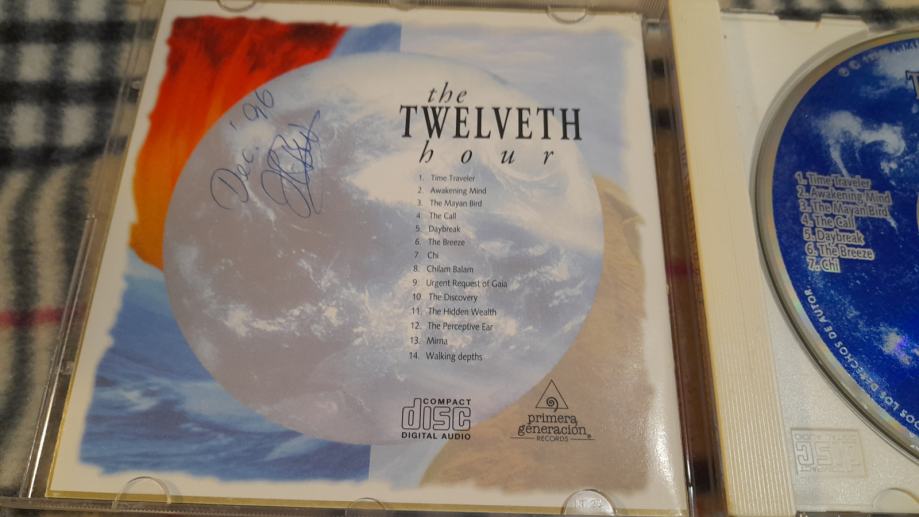 Dec. '96
the
TWELVETH
hour
1. Time Traveler
2. Awakening Mind
3. The Mayan Bird
4. The Call
5. Daybreak
6. The Breeze
7. Chi
8. Chilam Balam
9. Urgent Request of Gaia
10. The Discovery
11. The Hidden Wealth
12. The Perceptive Ear
13. Mima
14. Walking depths
COMPACT
disc
DIGITAL AUDIO
primera
generación®
RECORDS
1. Time Traveler
2. Awakening Mind
3. The Mayan Bird
4. The Call
5. Daybreak
6. The Breeze
7. Chi
LOS DERECHOS DE AUTOR.